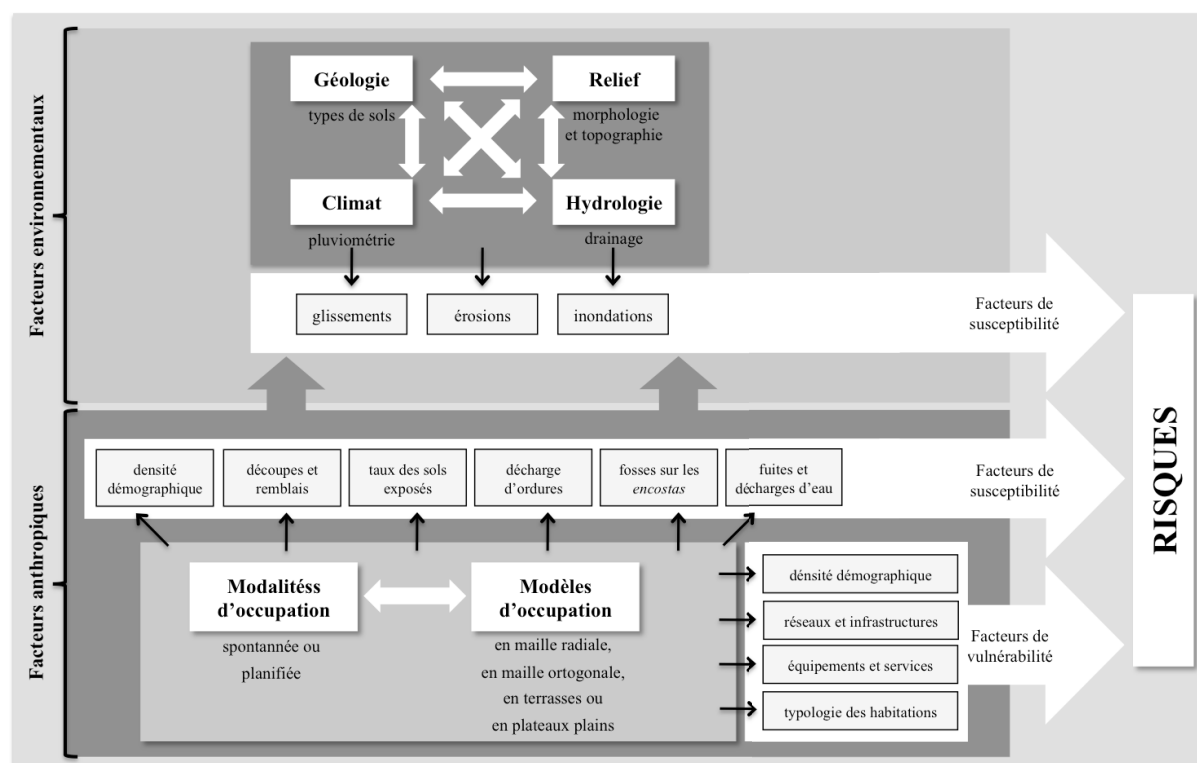 Facteurs environnementaux
Géologie
types de sols
Relief
morphologie
et topographie
Climat
pluviométrie
Hydrologie
drainage
glissements
érosions
inondations
Facteurs de
susceptibilité
RISQUES
Facteurs anthropiques
densité
démographique
découpes et
remblais
taux des sols
exposés
décharge
d'ordures
fosses sur les
encostas
fuites et
décharges d'eau
Facteurs de
susceptibilité
Modalitéss
d'occupation
spontannée ou
planifiée
Modèles
d'occupation
en maille radiale,
en maille ortogonale,
en terrasses ou
en plateaux plains
dénsité démographique
réseaux et infrastructures
équipements et services
typologie des habitations
Facteurs de
vulnérabilité